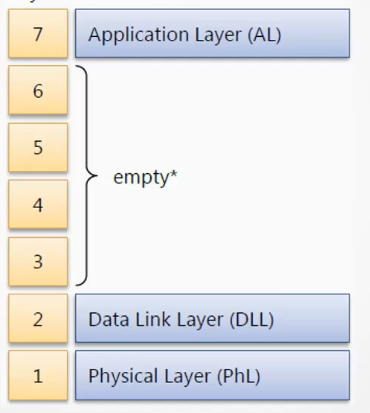 7 Application Layer (AL)
6
5
empty*
4
3
2 Data Link Layer (DLL)
1 Physical Layer (PhL)